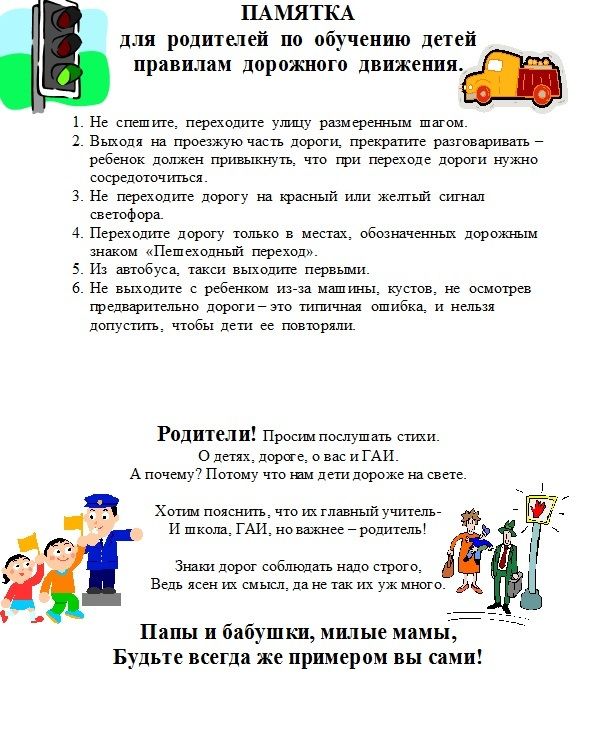 ПАМЯТКА
для родителей по обучению детей
правилам дорожного движения.
1. Не спешите, переходите улицу размеренным шагом.
2. Выходя на проезжую часть дороги, прекратите разговаривать –
ребенок должен привыкнуть, что при переходе дороги нужно
сосредоточиться.
3. Не переходите дорогу на красный или желтый сигнал
светофора.
4. Переходите дорогу только в местах, обозначенных дорожным
знаком «Пешеходный переход».
5. Из автобуса, такси выходите первыми.
6. Не выходите с ребенком из-за машины, кустов, не осмотрев
предварительно дороги – это типичная ошибка, и нельзя
допустить, чтобы дети ее повторяли.
Родители! Просим послушать стихи.
О детях, дороге, о вас и ГАИ.
А почему? Потому что нам дети дороже на свете.
Хотим пояснить, что их главный учитель-
И школа, ГАИ, но важнее – родитель!
Знаки дорог соблюдать надо строго,
Ведь ясен их смысл, да не так их уж много.
Папы и бабушки, милые мамы,
Будьте всегда же примером вы сами!